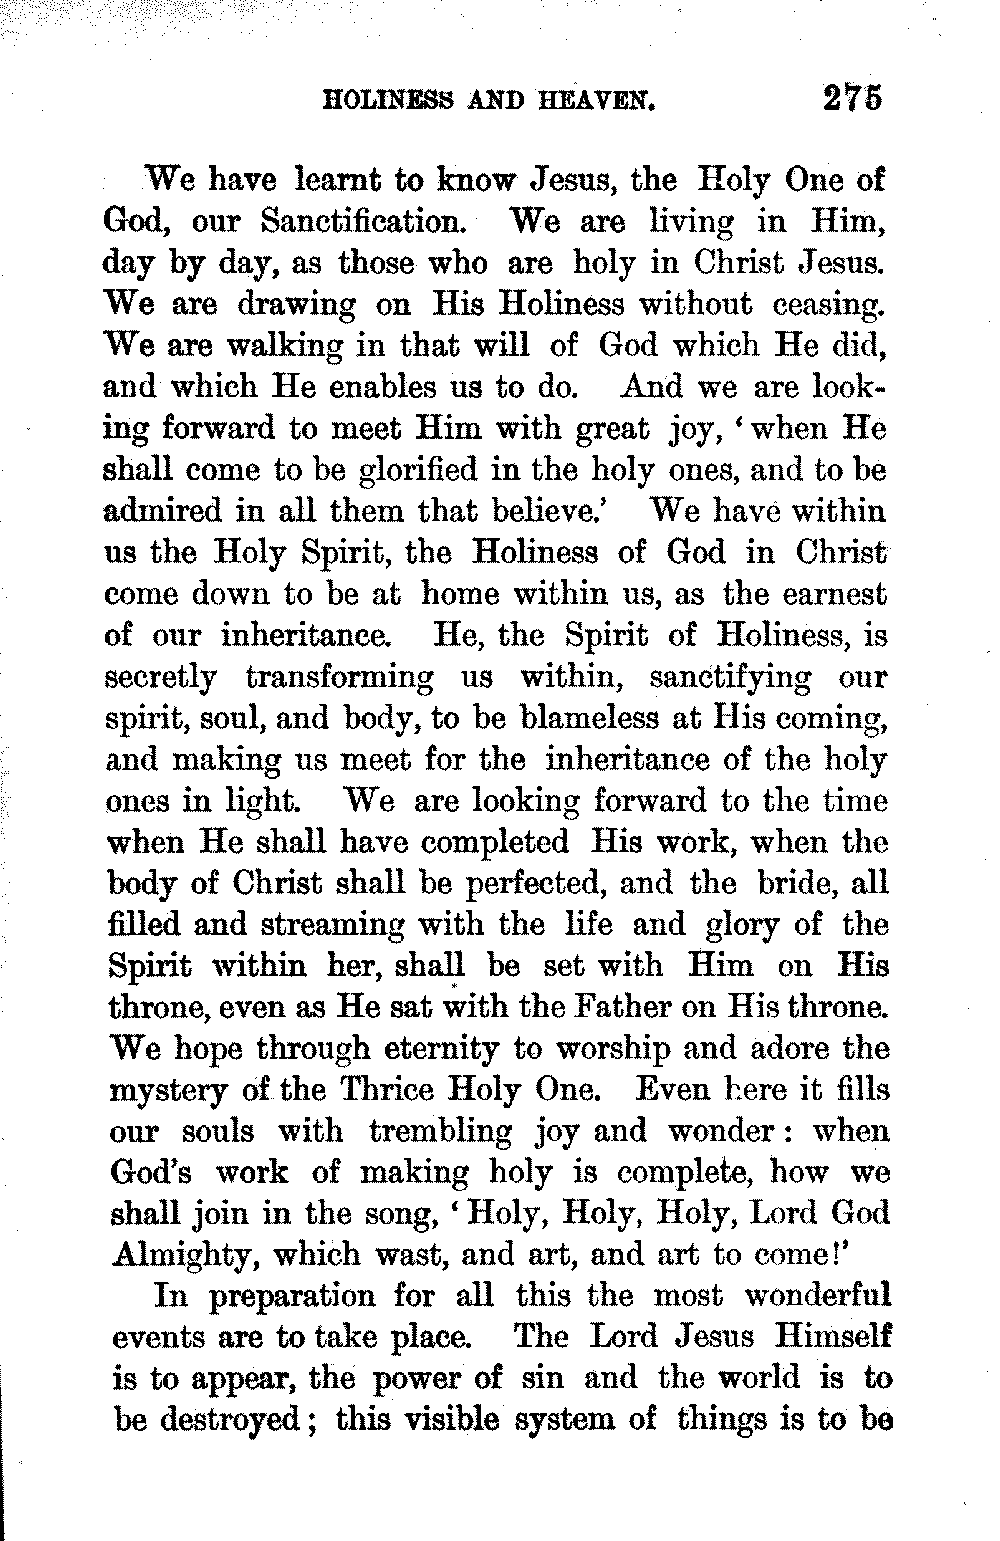 HOLINESS AND HEAVEN. 275
We have learnt to know Jesus, the Holy One of
God, our Sanctification. We are living in Him,
day by day, as those who are holy in Christ Jesus.
We are drawing on His Holiness without ceasing.
We are walking in that will of God which He did,
and which He enables us to do. And we are look-
ing forward to meet Him with great joy, ‘when He
shall come to be glorified in the holy ones, and to be
admired in all them that believe.’ We have within
us the Holy Spirit, the Holiness of God in Christ
come down to be at home within us, as the earnest
of our inheritance. He, the Spirit of Holiness, is
secretly transforming us within, sanctifying our
spirit, soul, and body, to be blameless at His coming,
and making us meet for the inheritance of the holy
ones in light. We are looking forward to the time
when He shall have completed His work, when the
body of Christ shall be perfected, and the bride, all
filled and streaming with the life and glory of the
Spirit within her, shall be set with Him on His
throne, even as He sat with the Father on His throne.
We hope through eternity to worship and adore the
mystery of the Thrice Holy One. Even here it fills
our souls with trembling joy and wonder: when
God’s work of making holy is complete, how we
shall join in the song, ‘Holy, Holy, Holy, Lord God
Almighty, which wast, and art, and art to come!’
In preparation for all this the most wonderful
events are to take place. The Lord Jesus Himself
is to appear, the power of sin and the world is to
be destroyed; this visible system of things is to be